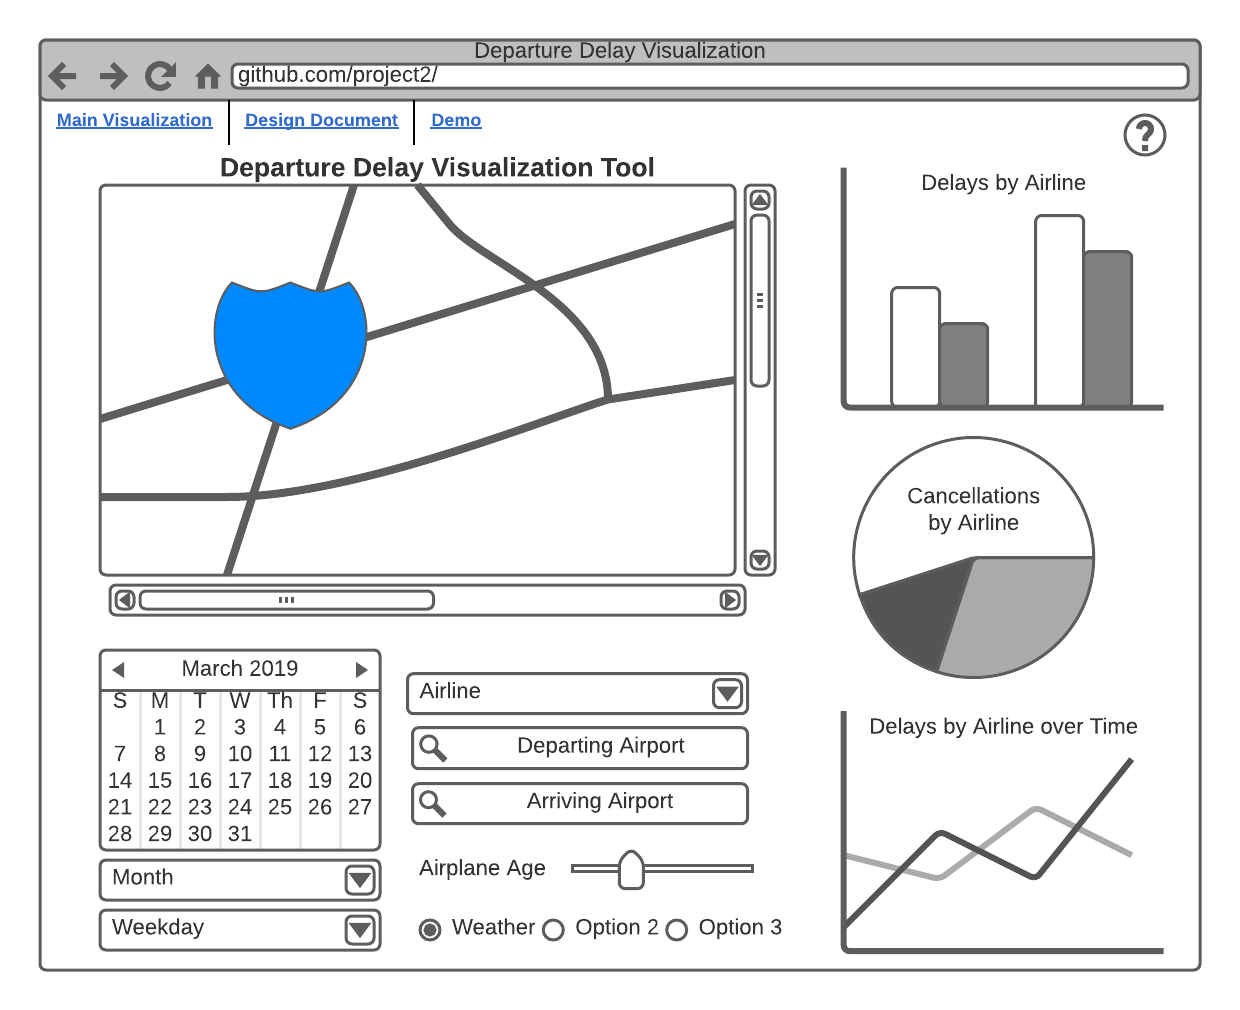 Departure Delay Visualization
github.com/project2/
Main Visualization
Design Document
Demo
?
Departure Delay Visualization Tool
Delays by Airline
Cancellations
by Airline
March 2019
S M T W Th F S
1 2 3 4 5 6
7 8 9 10 11 12 13
14 15 16 17 18 19 20
21 22 23 24 25 26 27
28 29 30 31
Month
Weekday
Airline
Departing Airport
Arriving Airport
Airplane Age
Weather Option 2 Option 3
Delays by Airline over Time